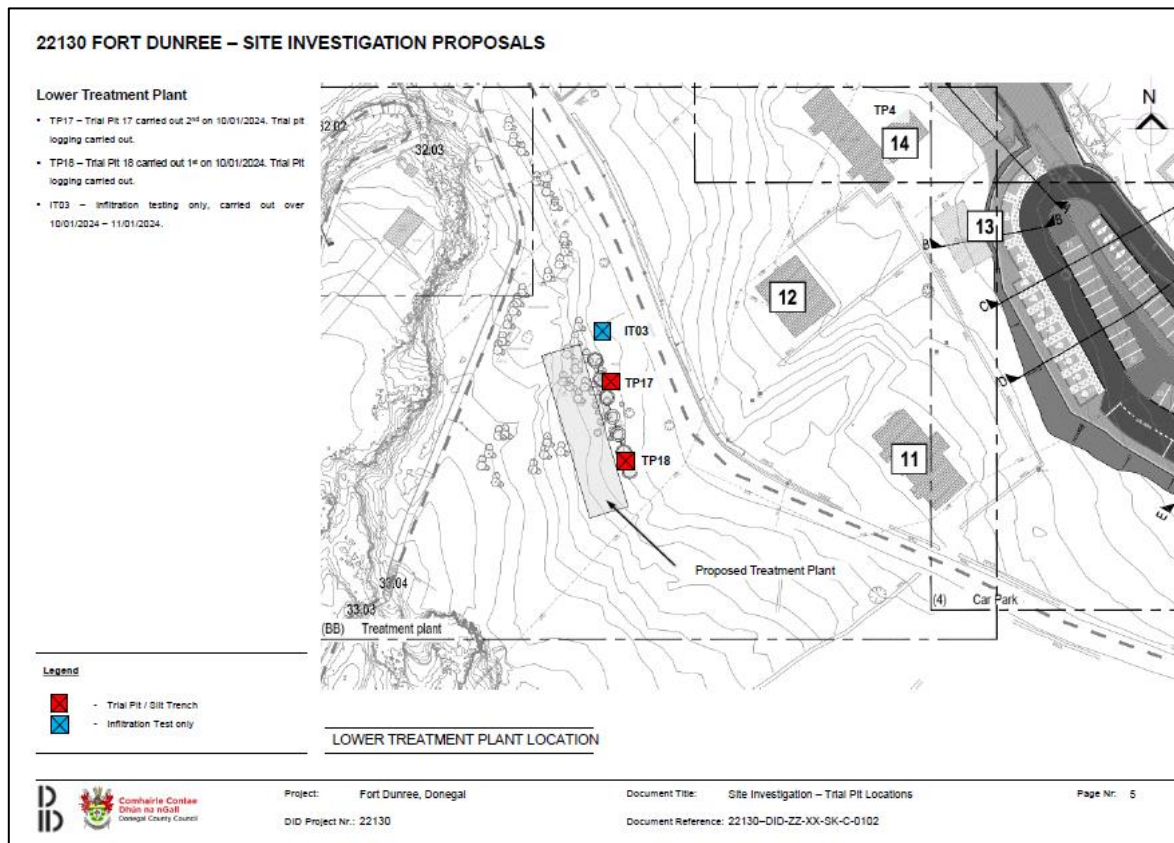 22130 FORT DUNREE – SITE INVESTIGATION PROPOSALS
Lower Treatment Plant
• TP17 – Trial Pit 17 carried out 2nd on 10/01/2024. Trial pit
logging carried out.
• TP18 – Trial Pit 18 carried out 1st on 10/01/2024. Trial Pit
logging carried out.
• IT03 – Infiltration testing only, carried out over
10/01/2024 – 11/01/2024.
32.02
32.03
TP4
14
N
13
B
B
12
C
IT03
TP17
D
TP18
11
E
Proposed Treatment Plant
33.04
33.03
(4) Car Park
(BB) Treatment plant
Legend
- Trial Pit / Slit Trench
- Infiltration Test only
LOWER TREATMENT PLANT LOCATION
Comhairle Contae
Dhún na nGall
Donegal County Council
Project: Fort Dunree, Donegal
DID Project Nr.: 22130
Document Title: Site Investigation – Trial Pit Locations
Document Reference: 22130–DID-ZZ-XX-SK-C-0102
Page Nr: 5